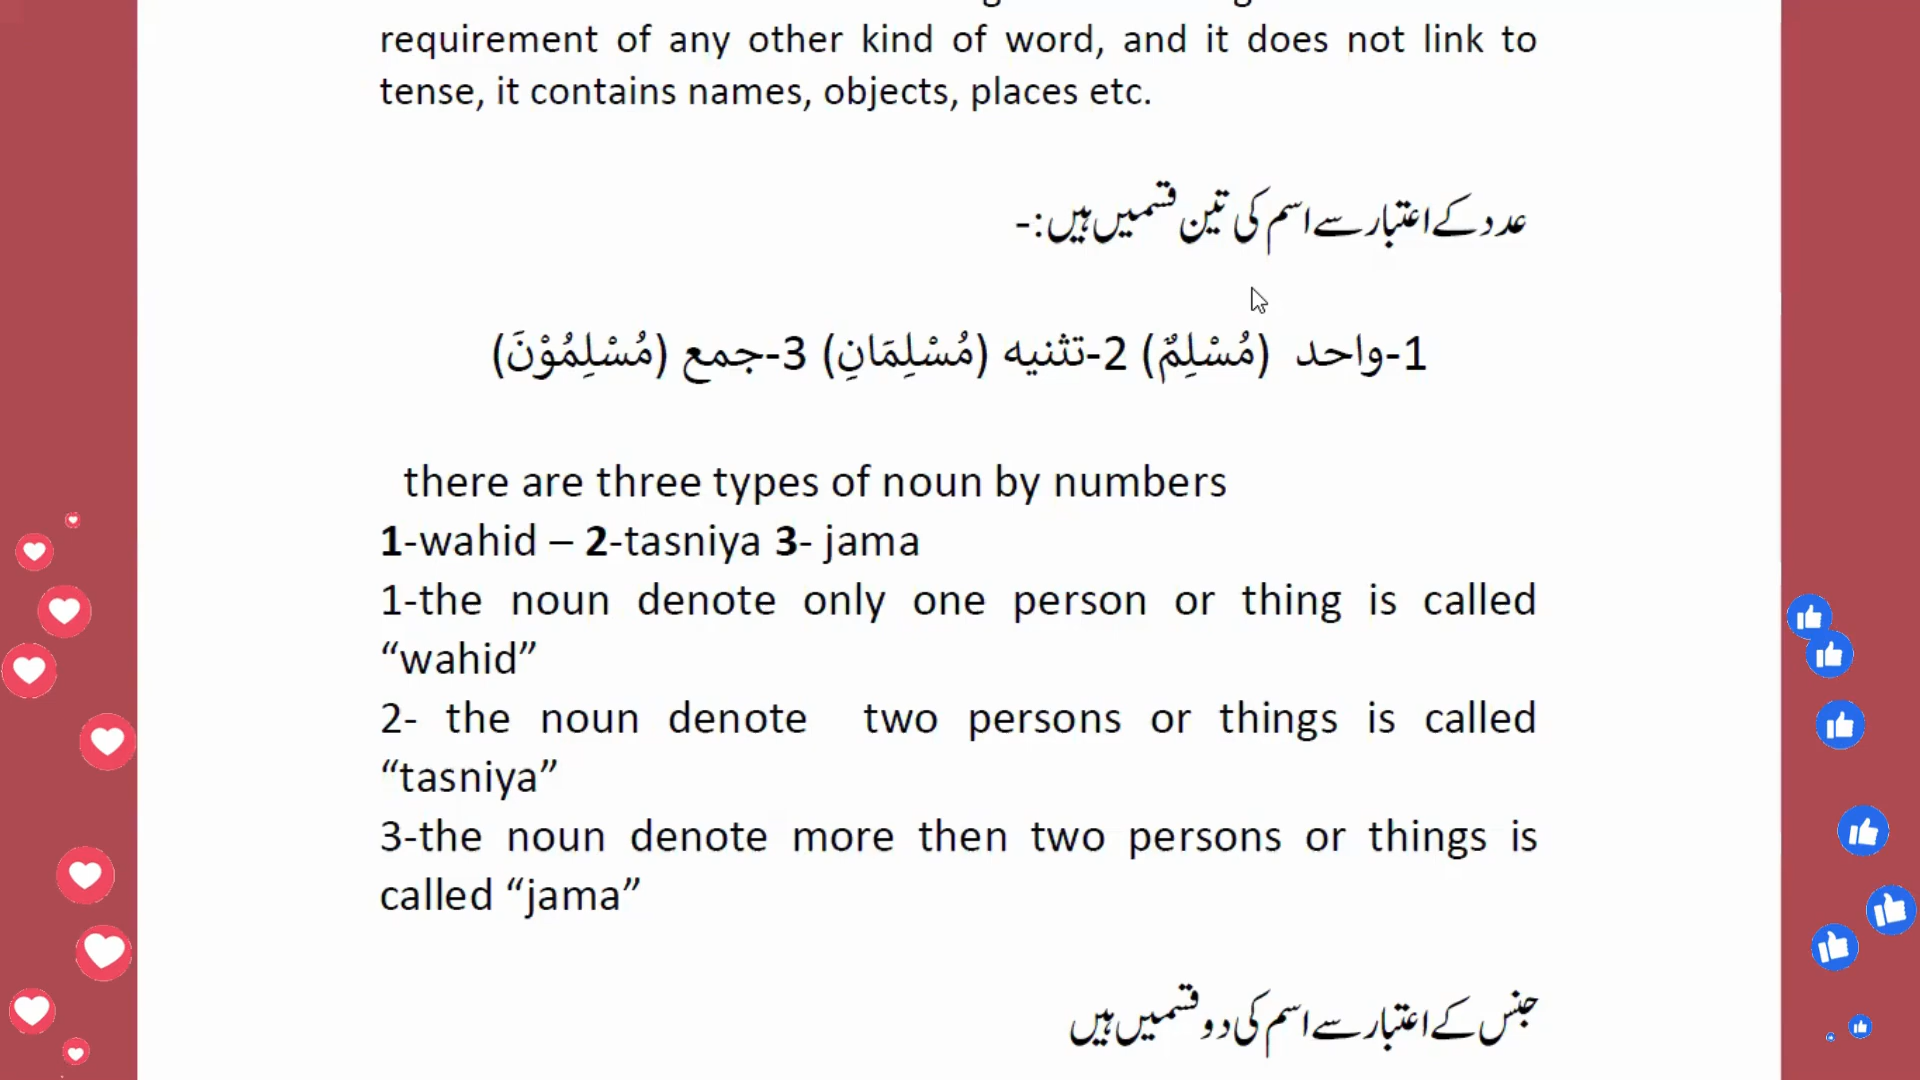 requirement of any other kind of word, and it does not link to
tense, it contains names, objects, places etc.
عدد کے اعتبار سے اسم کی تین قسمیں ہیں:-
1-واحد (مُسْلِمٌ) 2-تثنیه (مُسْلِمَانِ) 3-جمع (مُسْلِمُوْنَ)
there are three types of noun by numbers
1-wahid – 2-tasniya 3- jama
1-the noun denote only one person or thing is called
“wahid”
2- the noun denote two persons or things is called
“tasniya”
3-the noun denote more then two persons or things is
called “jama”
جنس کے اعتبار سے اسم کی دو قسمیں ہیں